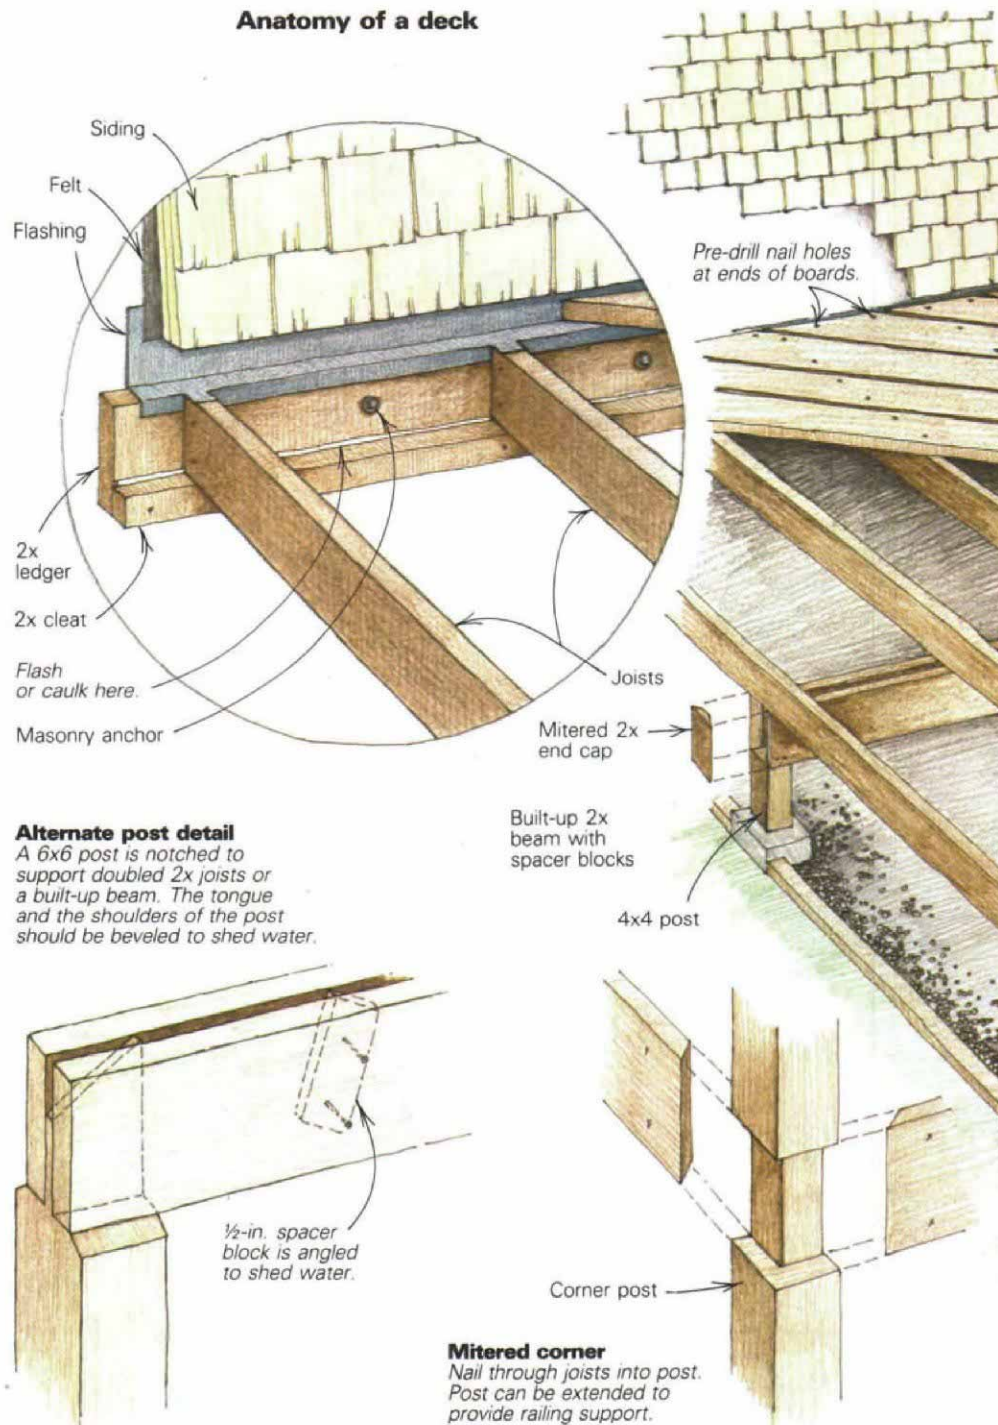 Anatomy of a deck
Siding
Felt
Flashing
Pre-drill nail holes
at ends of boards.
2x
ledger
2x cleat
Flash
or caulk here.
Masonry anchor
Joists
Mitered 2x
end cap
Built-up 2x
beam with
spacer blocks
4x4 post
Alternate post detail
A 6x6 post is notched to
support doubled 2x joists or
a built-up beam. The tongue
and the shoulders of the post
should be beveled to shed water.
½-in. spacer
block is angled
to shed water.
Corner post
Mitered corner
Nail through joists into post.
Post can be extended to
provide railing support.